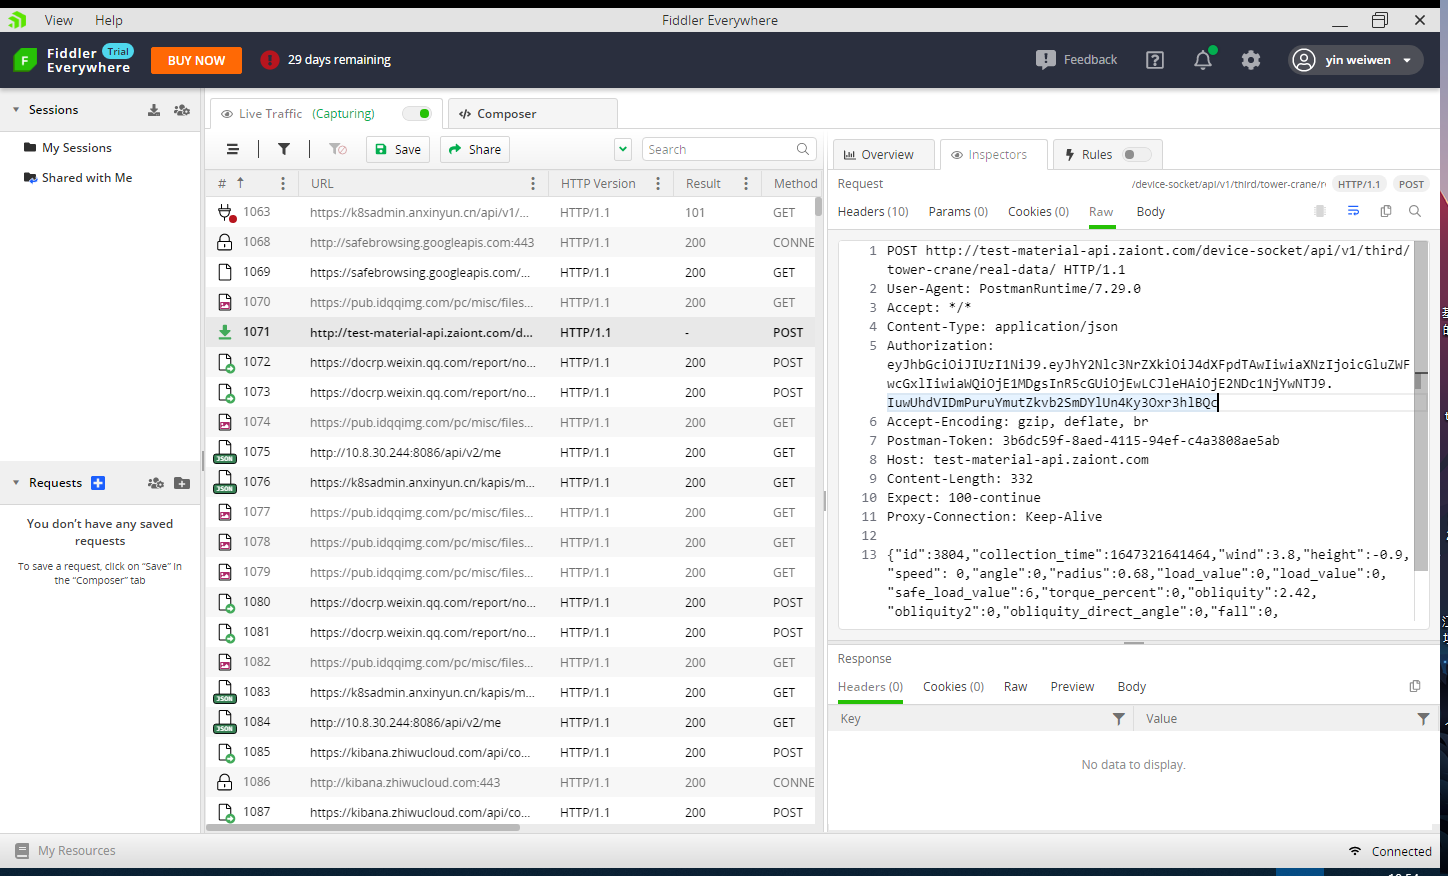 View Help Fiddler Everywhere
Fiddler Trial
Everywhere
BUY NOW
29 days remaining
Feedback
yin weiwen
Sessions
My Sessions
Shared with Me
Requests
You don't have any saved
requests
To save a request, click on "Save" in
the "Composer" tab
Live Traffic (Capturing)
Composer
Save
Share
Search
# URL HTTP Version Result Method
1063 https://k8sadmin.anxinyun.cn/api/v1/... HTTP/1.1 101 GET
1068 http://safebrowsing.googleapis.com:443 HTTP/1.1 200 CONNE
1069 https://safebrowsing.googleapis.com/... HTTP/1.1 200 GET
1070 https://pub.idqqimg.com/pc/misc/files... HTTP/1.1 200 GET
1071 http://test-material-api.zaiont.com/d... HTTP/1.1 - POST
1072 https://docrp.weixin.qq.com/report/no... HTTP/1.1 200 POST
1073 https://docrp.weixin.qq.com/report/no... HTTP/1.1 200 POST
1074 https://pub.idqqimg.com/pc/misc/files... HTTP/1.1 200 GET
JSON 1075 http://10.8.30.244:8086/api/v2/me HTTP/1.1 200 GET
JSON 1076 https://k8sadmin.anxinyun.cn/kapis/m... HTTP/1.1 200 GET
1077 https://pub.idqqimg.com/pc/misc/files... HTTP/1.1 200 GET
1078 https://pub.idqqimg.com/pc/misc/files... HTTP/1.1 200 GET
1079 https://pub.idqqimg.com/pc/misc/files... HTTP/1.1 200 GET
1080 https://docrp.weixin.qq.com/report/no... HTTP/1.1 200 POST
1081 https://docrp.weixin.qq.com/report/no... HTTP/1.1 200 POST
1082 https://pub.idqqimg.com/pc/misc/files... HTTP/1.1 200 GET
JSON 1083 https://k8sadmin.anxinyun.cn/kapis/m... HTTP/1.1 200 GET
JSON 1084 http://10.8.30.244:8086/api/v2/me HTTP/1.1 200 GET
1085 https://kibana.zhiwucloud.com/api/co... HTTP/1.1 200 POST
1086 http://kibana.zhiwucloud.com:443 HTTP/1.1 200 CONNE
1087 https://kibana.zhiwucloud.com/api/co... HTTP/1.1 200 POST
Overview
Inspectors
Rules
Request /device-socket/api/v1/third/tower-crane/re HTTP/1.1 POST
Headers (10) Params (0) Cookies (0) Raw Body
1 POST http://test-material-api.zaiont.com/device-socket/api/v1/third/
tower-crane/real-data/ HTTP/1.1
2 User-Agent: PostmanRuntime/7.29.0
3 Accept: */*
4 Content-Type: application/json
5 Authorization:
eyJhbGciOiJIUzI1NiJ9.eyJhY2Nlc3NrZXkiOiJ4dXFpdTAwIiwiaXNzIjoicGluZWF
wcGxlIiwiaWQiOjE1MDgsInR5cGUiOjEwLCJleHAiOjE2NDc1NjYwNTJ9.
IuwUhdVIDmPuruYmutZkvb2SmDYlUn4Ky3Oxr3hlBQc
6 Accept-Encoding: gzip, deflate, br
7 Postman-Token: 3b6dc59f-8aed-4115-94ef-c4a3808ae5ab
8 Host: test-material-api.zaiont.com
9 Content-Length: 332
10 Expect: 100-continue
11 Proxy-Connection: Keep-Alive
12
13 {"id":3804,"collection_time":1647321641464,"wind":3.8,"height":-0.9,
"speed": 0,"angle":0,"radius":0.68,"load_value":0,"load_value":0,
"safe_load_value":6,"torque_percent":0,"obliquity":2.42,
"obliquity2":0,"obliquity_direct_angle":0,"fall":0,
Response
Headers (0) Cookies (0) Raw Preview Body
Key Value
No data to display.
My Resources
Connected